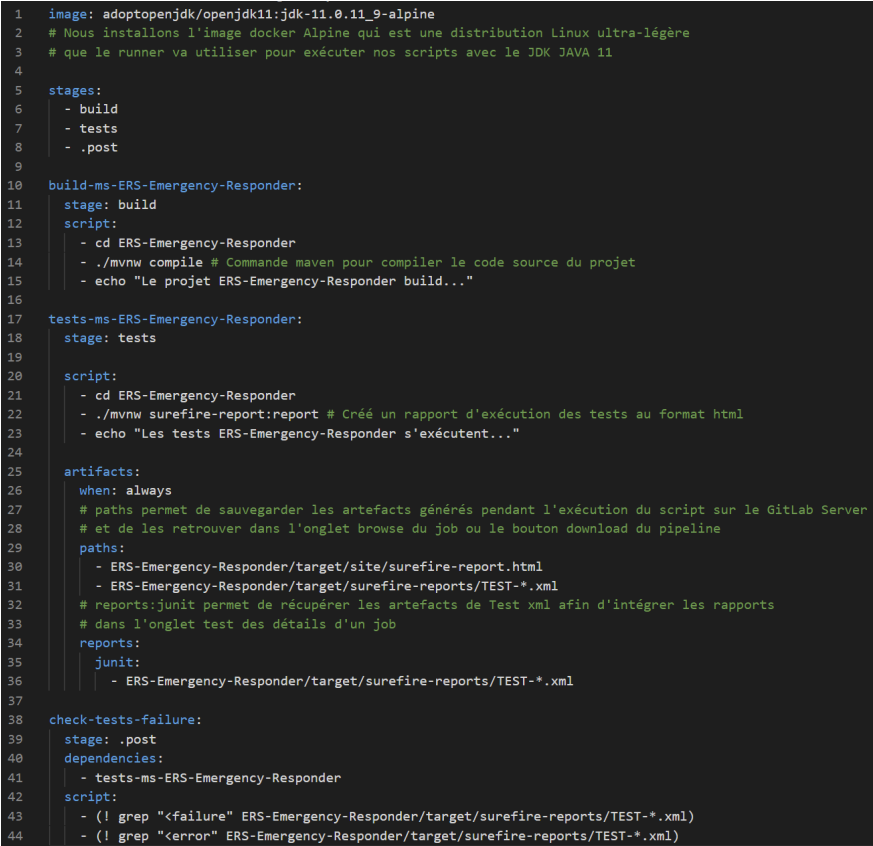 1 image: adoptopenjdk/openjdk11:jdk-11.0.11_9-alpine
2 # Nous installons l'image docker Alpine qui est une distribution Linux ultra-légère
3 # que le runner va utiliser pour exécuter nos scripts avec le JDK JAVA 11
4
5 stages:
6   - build
7   - tests
8   - .post
9
10 build-ms-ERS-Emergency-Responder:
11   stage: build
12   script:
13     - cd ERS-Emergency-Responder
14     - ./mvnw compile # Commande maven pour compiler le code source du projet
15     - echo "Le projet ERS-Emergency-Responder build..."
16
17 tests-ms-ERS-Emergency-Responder:
18   stage: tests
19
20   script:
21     - cd ERS-Emergency-Responder
22     - ./mvnw surefire-report:report # Créé un rapport d'exécution des tests au format html
23     - echo "Les tests ERS-Emergency-Responder s'exécutent..."
24
25   artifacts:
26     when: always
27     # paths permet de sauvegarder les artefacts générés pendant l'exécution du script sur le GitLab Server
28     # et de les retrouver dans l'onglet browse du job ou le bouton download du pipeline
29     paths:
30       - ERS-Emergency-Responder/target/site/surefire-report.html
31       - ERS-Emergency-Responder/target/surefire-reports/TEST-*.xml
32     # reports:junit permet de récupérer les artefacts de Test xml afin d'intégrer les rapports
33     # dans l'onglet test des détails d'un job
34     reports:
35       junit:
36         - ERS-Emergency-Responder/target/surefire-reports/TEST-*.xml
37
38 check-tests-failure:
39   stage: .post
40   dependencies:
41     - tests-ms-ERS-Emergency-Responder
42   script:
43     - (! grep "<failure" ERS-Emergency-Responder/target/surefire-reports/TEST-*.xml)
44     - (! grep "<error" ERS-Emergency-Responder/target/surefire-reports/TEST-*.xml)